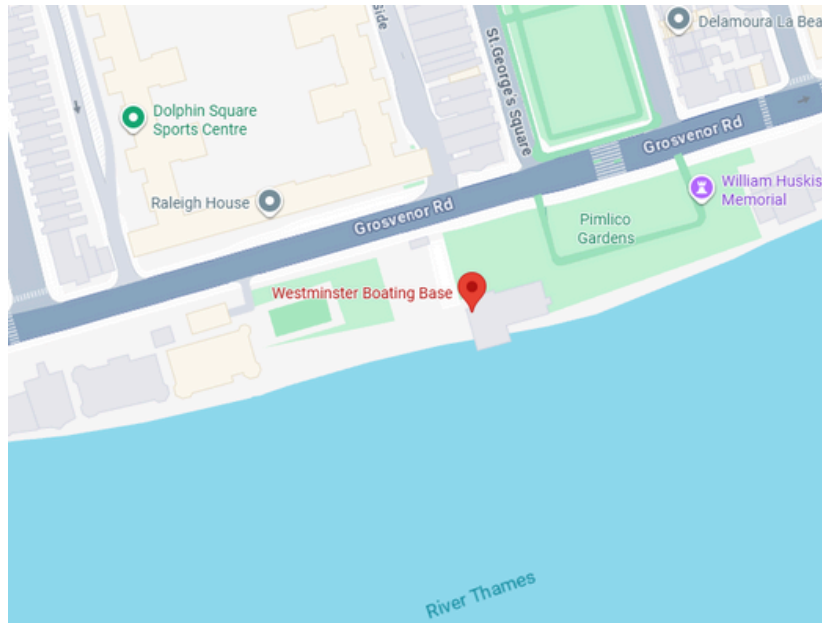 Side
St.George's Square
Delamoura La Bea
Dolphin Square
Sports Centre
Grosvenor Rd
William Huskis
Memorial
Raleigh House
Grosvenor Rd
Pimlico
Gardens
Westminster Boating Base
River Thames